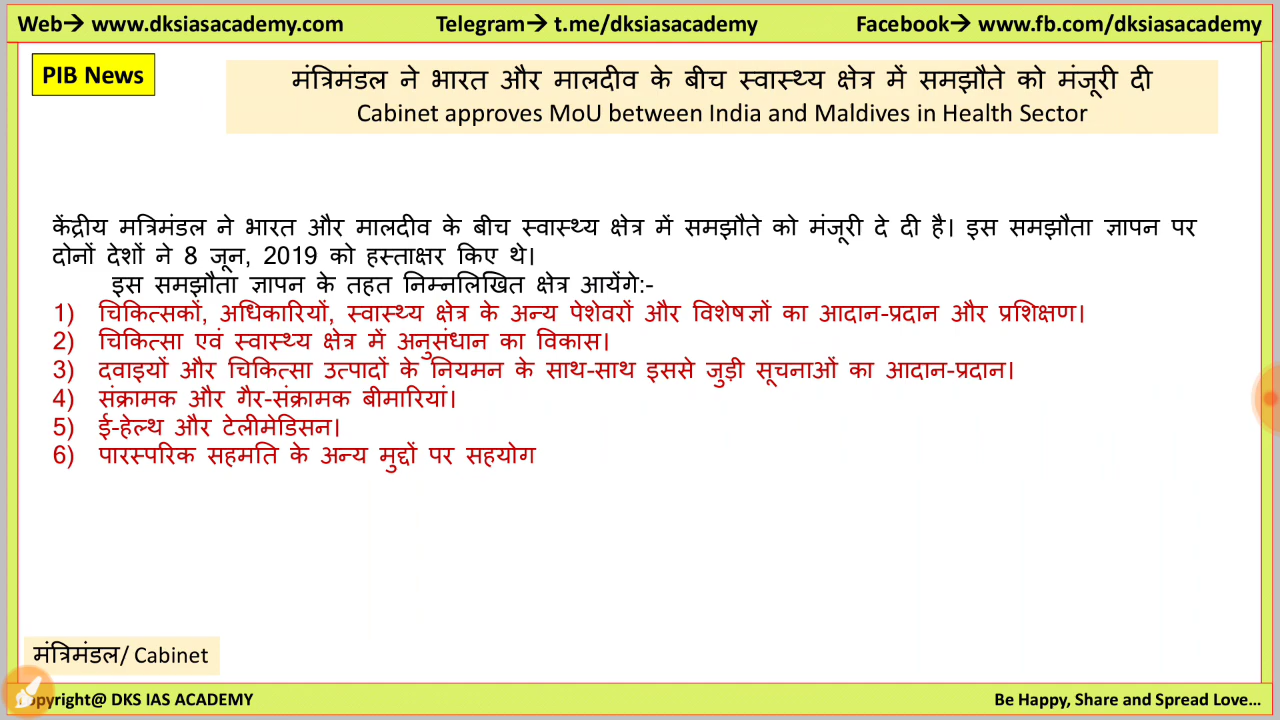 Web→ www.dksiasacademy.com Telegram→ t.me/dksiasacademy Facebook→ www.fb.com/dksiasacademy
PIB News
मंत्रिमंडल ने भारत और मालदीव के बीच स्वास्थ्य क्षेत्र में समझौते को मंजूरी दी
Cabinet approves MoU between India and Maldives in Health Sector
केंद्रीय मत्रिमंडल ने भारत और मालदीव के बीच स्वास्थ्य क्षेत्र में समझौते को मंजूरी दे दी है। इस समझौता ज्ञापन पर
दोनों देशों ने 8 जून, 2019 को हस्ताक्षर किए थे।
इस समझौता ज्ञापन के तहत निम्नलिखित क्षेत्र आयेंगे:-
1) चिकित्सकों, अधिकारियों, स्वास्थ्य क्षेत्र के अन्य पेशेवरों और विशेषज्ञों का आदान-प्रदान और प्रशिक्षण।
2) चिकित्सा एवं स्वास्थ्य क्षेत्र में अनुसंधान का विकास।
3) दवाइयों और चिकित्सा उत्पादों के नियमन के साथ-साथ इससे जुड़ी सूचनाओं का आदान-प्रदान।
4) संक्रामक और गैर-संक्रामक बीमारियां।
5) ई-हेल्थ और टेलीमेडिसन।
6) पारस्परिक सहमति के अन्य मुद्दों पर सहयोग
मंत्रिमंडल/ Cabinet
opyright@ DKS IAS ACADEMY Be Happy, Share and Spread Love…